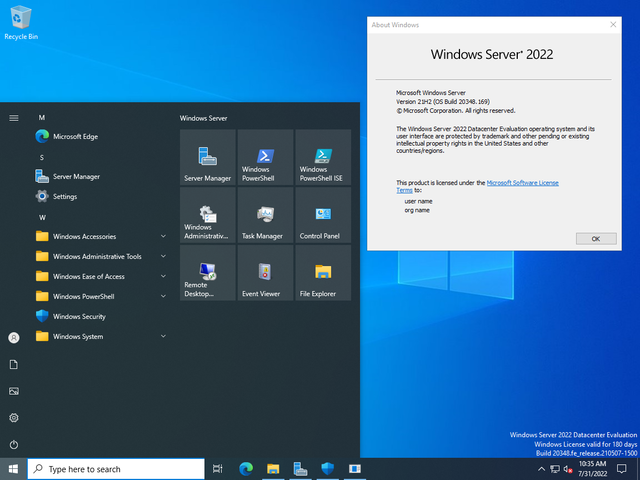 Recycle Bin
About Windows
Windows Server® 2022
Microsoft Windows Server
Version 21H2 (OS Build 20348.169)
© Microsoft Corporation. All rights reserved.
The Windows Server 2022 Datacenter Evaluation operating system and its
user interface are protected by trademark and other pending or existing
intellectual property rights in the United States and other
countries/regions.
This product is licensed under the Microsoft Software License
Terms to:
user name
org name
OK
M
Microsoft Edge
S
Server Manager
Settings
W
Windows Accessories
Windows Administrative Tools
Windows Ease of Access
Windows PowerShell
Windows Security
Windows System
Windows Server
Server Manager
Windows
PowerShell
Windows
PowerShell ISE
Windows
Administrativ...
Task Manager
Control Panel
Remote
Desktop...
Event Viewer
File Explorer
Windows Server 2022 Datacenter Evaluation
Windows License valid for 180 days
Build 20348.fe_release.210507-1500
Type here to search
10:35 AM
7/31/2022